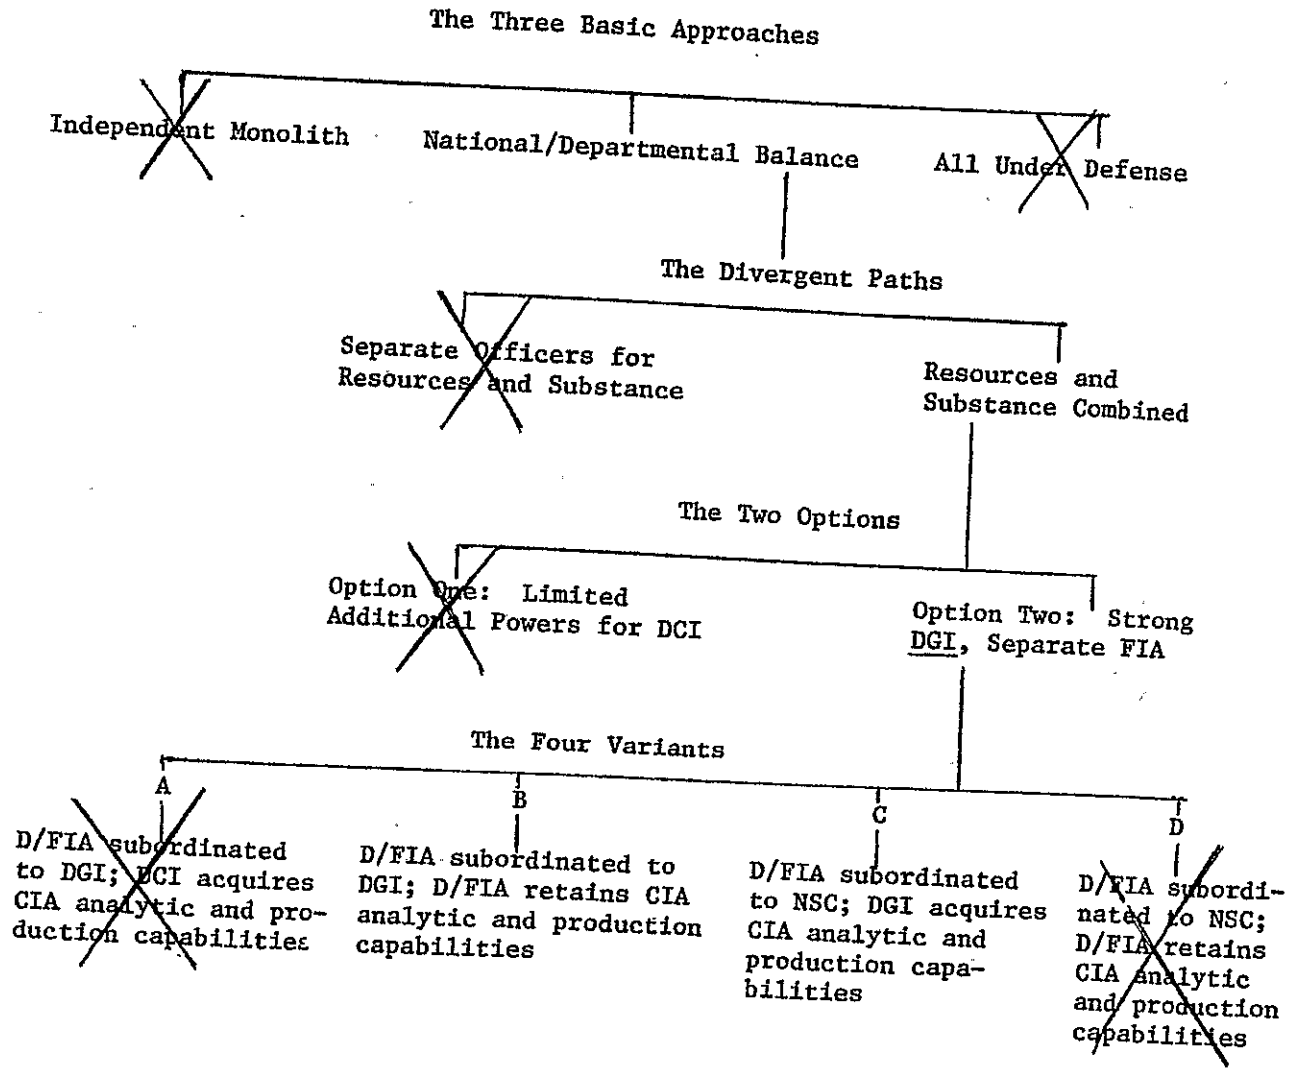 The Three Basic Approaches
Independent Monolith
National/Departmental Balance
All Under Defense
The Divergent Paths
Separate Officers for
Resources and Substance
Resources and
Substance Combined
The Two Options
Option One:  Limited
Additional Powers for DCI
Option Two:  Strong
DGI, Separate FIA
The Four Variants
A
D/FIA subordinated
to DGI; DCI acquires
CIA analytic and pro-
duction capabilities
B
D/FIA subordinated to
DGI; D/FIA retains CIA
analytic and production
capabilities
C
D/FIA subordinated
to NSC; DGI acquires
CIA analytic and
production capa-
bilities
D
D/FIA subordi-
nated to NSC;
D/FIA retains
CIA analytic
and production
capabilities